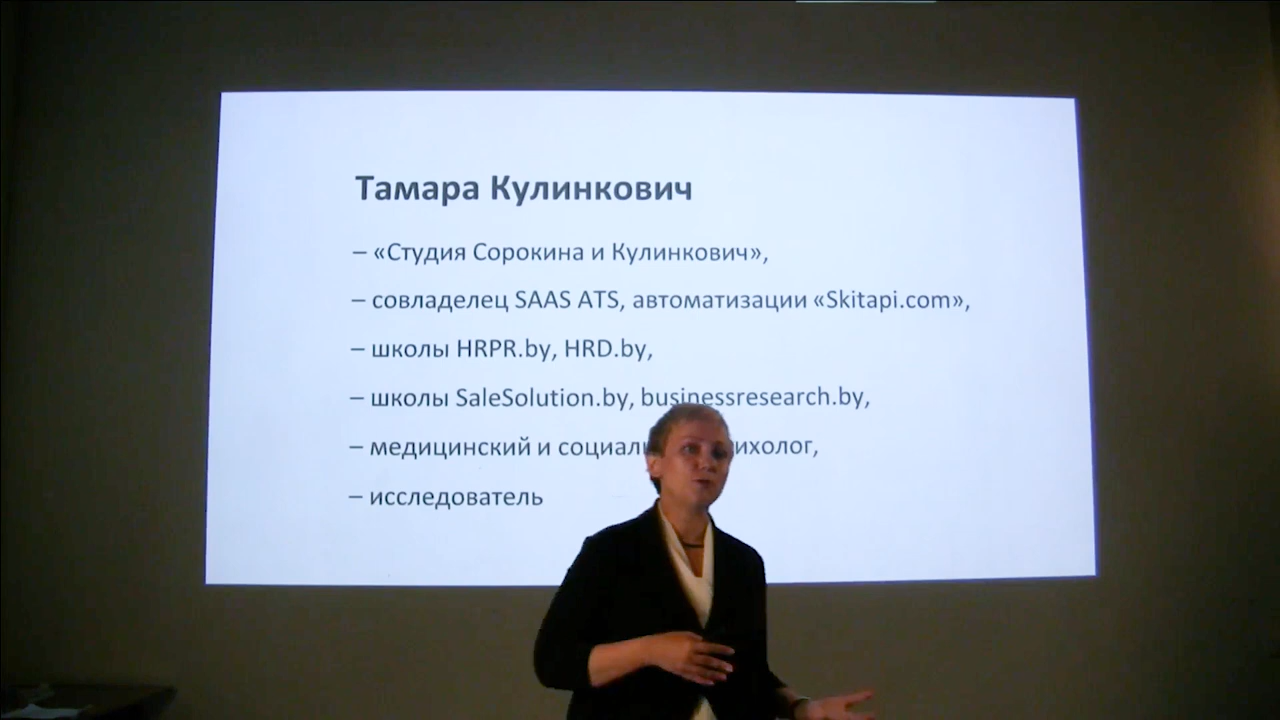 Тамара Кулинкович
– «Студия Сорокина и Кулинкович»,
– совладелец SAAS ATS, автоматизации «Skitapi.com»,
– школы HRPR.by, HRD.by,
– школы SaleSolution.by, businessresearch.by,
– медицинский и
– исследователь